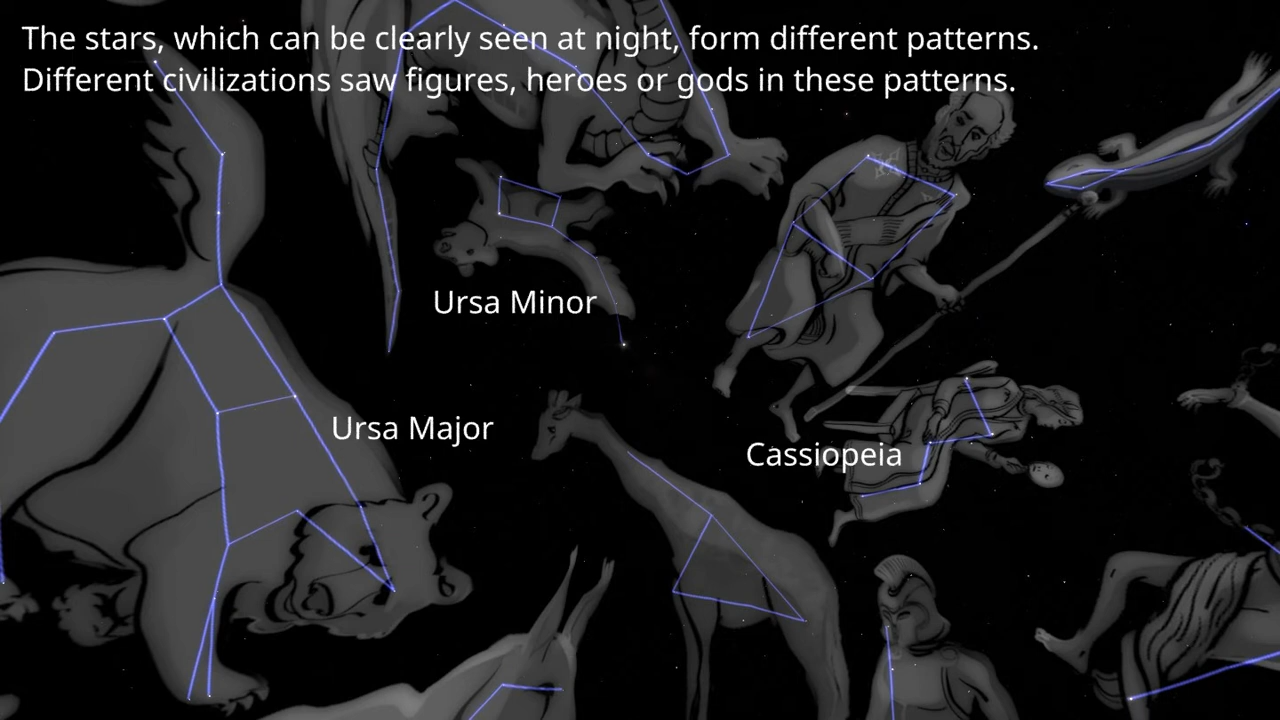 The stars, which can be clearly seen at night, form different patterns.
Different civilizations saw figures, heroes or gods in these patterns.
Ursa Minor
Ursa Major
Cassiopeia